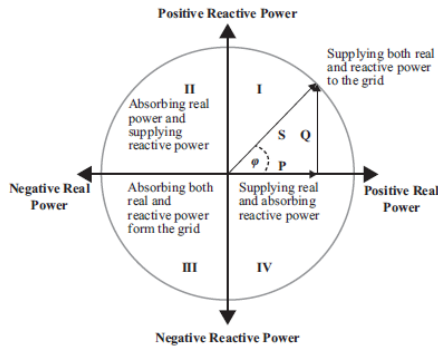 Positive Reactive Power
Supplying both real
and reactive power
to the grid
II
I
Absorbing real
power and
supplying
reactive power
S
Q
φ
P
Negative Real
Power
Positive Real
Power
Absorbing both
real and
reactive power
form the grid
Supplying real
and absorbing
reactive power
III
IV
Negative Reactive Power